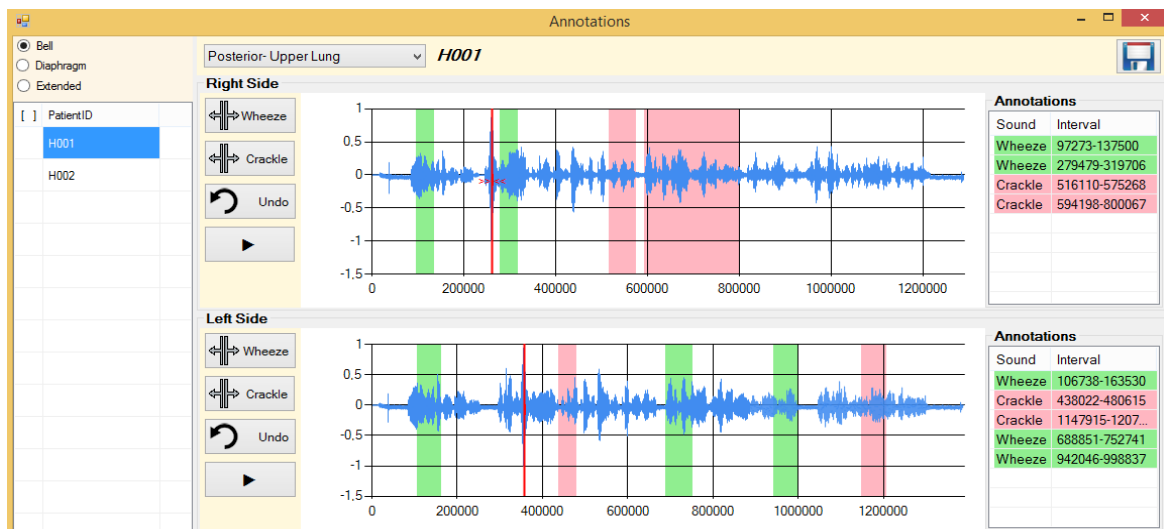 Annotations
Bell
Diaphragm
Extended
[ ] PatientID
H001
H002
Posterior- Upper Lung H001
Right Side
Wheeze
Crackle
Undo
1
0,5
0
-0,5
-1
-1,5
0 200000 400000 600000 800000 1000000 1200000
>> <<
Annotations
Sound Interval
Wheeze 97273-137500
Wheeze 279479-319706
Crackle 516110-575268
Crackle 594198-800067
Left Side
Wheeze
Crackle
Undo
1
0,5
0
-0,5
-1
-1,5
0 200000 400000 600000 800000 1000000 1200000
Annotations
Sound Interval
Wheeze 106738-163530
Crackle 438022-480615
Crackle 1147915-1207...
Wheeze 688851-752741
Wheeze 942046-998837